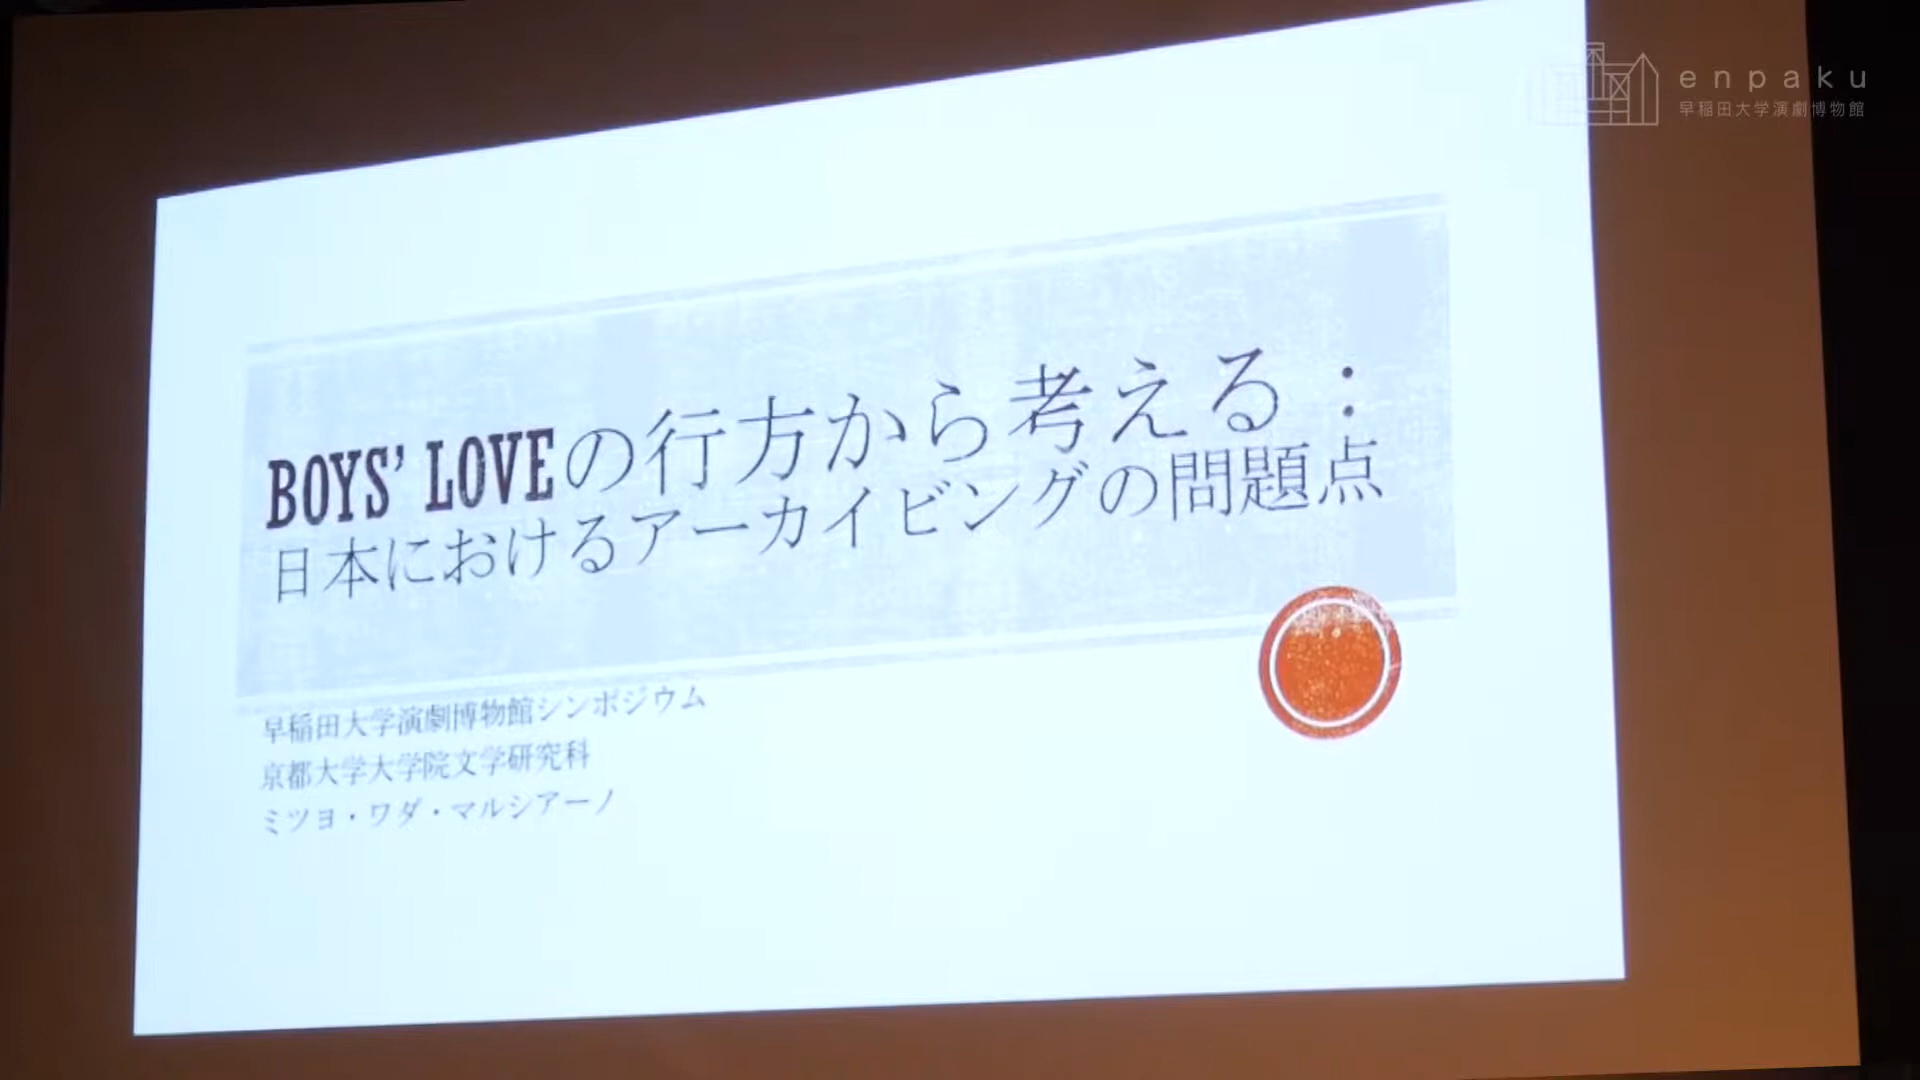 enpaku
早稲田大学演劇博物館
BOYS' LOVEの行方から考える：
日本におけるアーカイビングの問題点
早稲田大学演劇博物館シンポジウム
京都大学大学院文学研究科
ミツヨ・ワダ・マルシアーノ